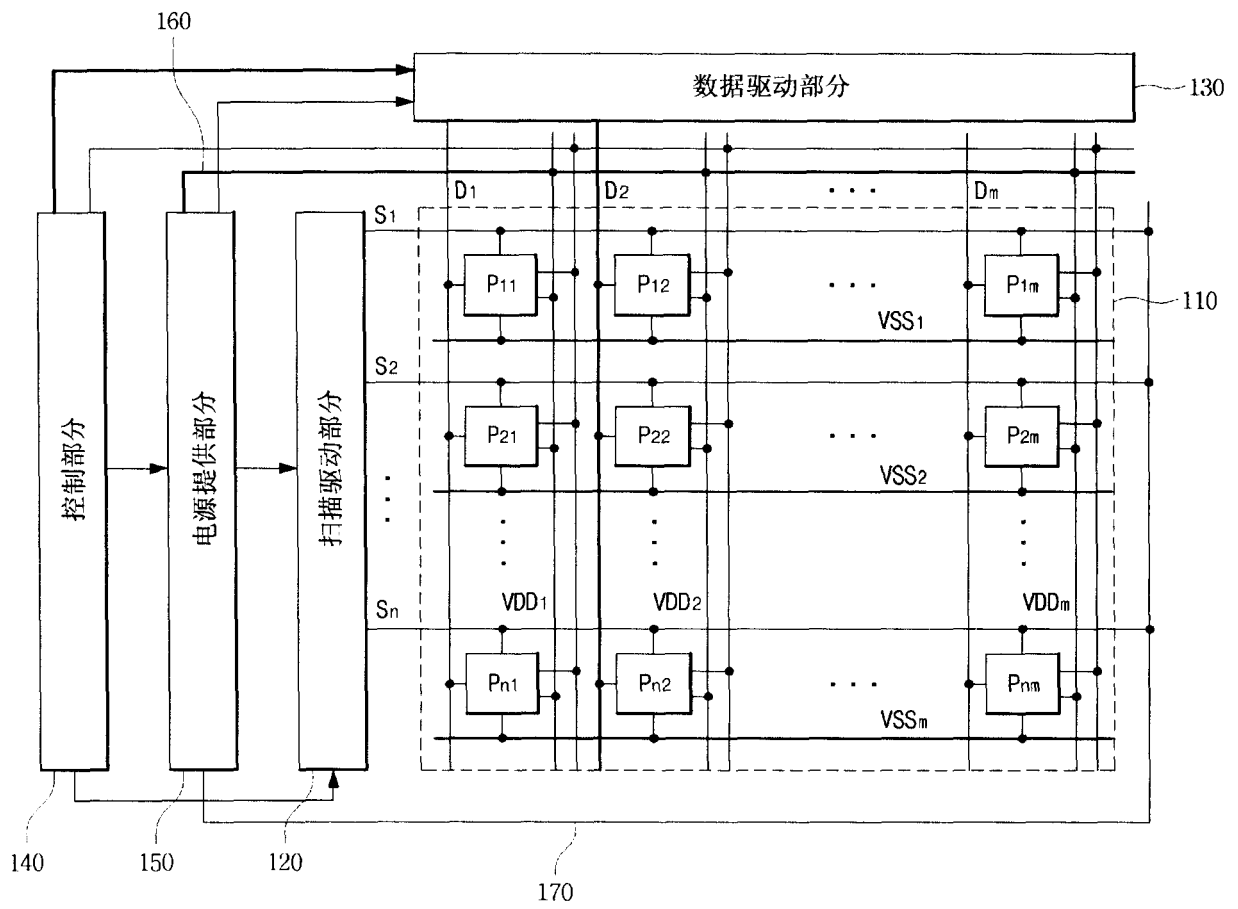 160
数据驱动部分
130
D1
D2
· · ·
Dm
S1
P11
P12
· · ·
P1m
110
VSS1
S2
P21
P22
· · ·
P2m
VSS2
控制部分
电源提供部分
扫描驱动部分
Sn
VDD1
VDD2
VDDm
Pn1
Pn2
· · ·
Pnm
VSSm
140
150
120
170